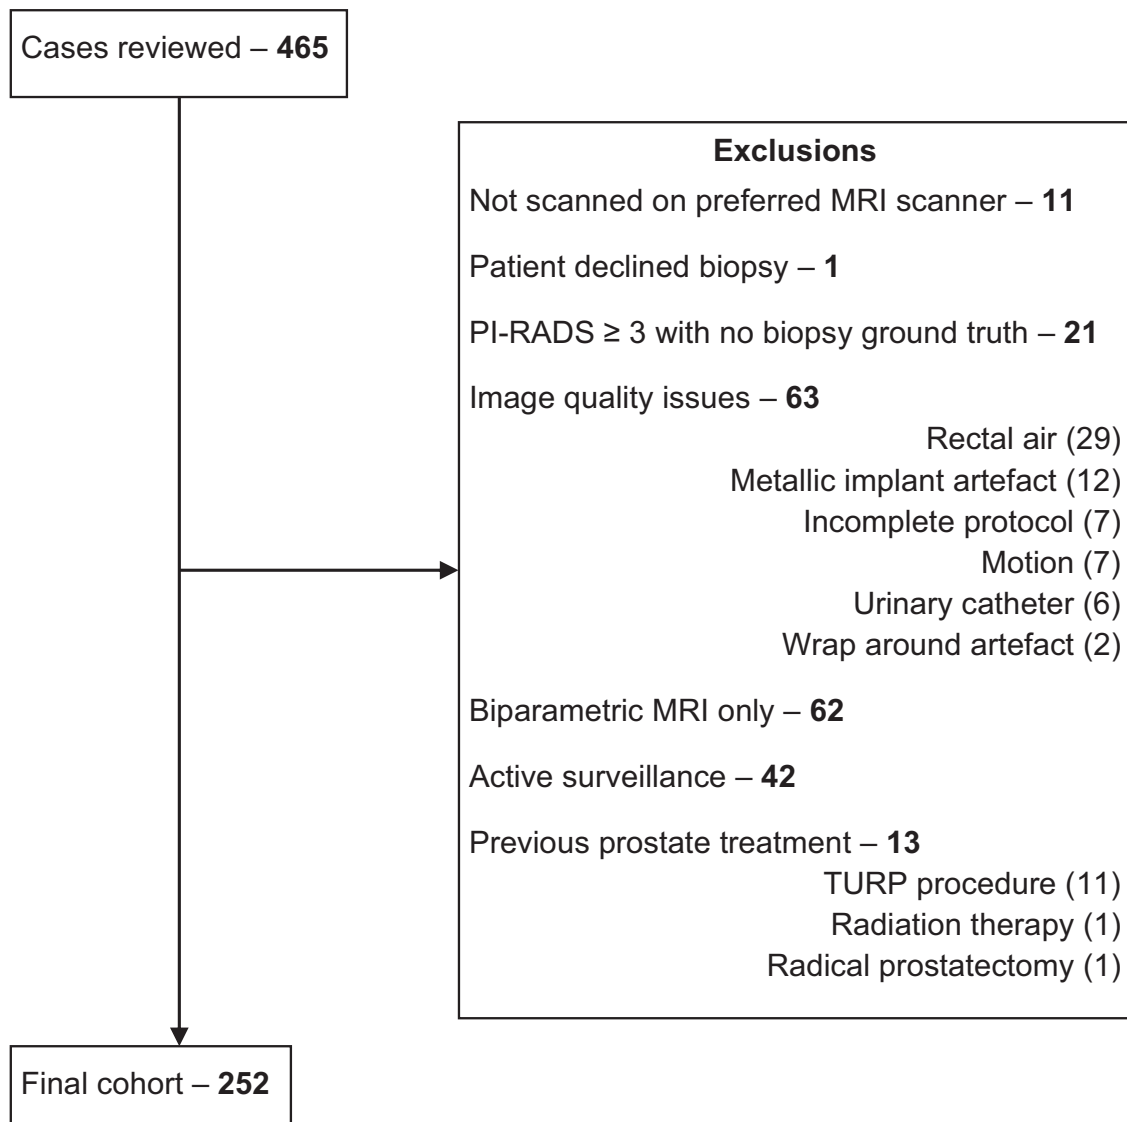 Cases reviewed – 465
Exclusions
Not scanned on preferred MRI scanner – 11
Patient declined biopsy – 1
PI-RADS ≥ 3 with no biopsy ground truth – 21
Image quality issues – 63
Rectal air (29)
Metallic implant artefact (12)
Incomplete protocol (7)
Motion (7)
Urinary catheter (6)
Wrap around artefact (2)
Biparametric MRI only – 62
Active surveillance – 42
Previous prostate treatment – 13
TURP procedure (11)
Radiation therapy (1)
Radical prostatectomy (1)
Final cohort – 252